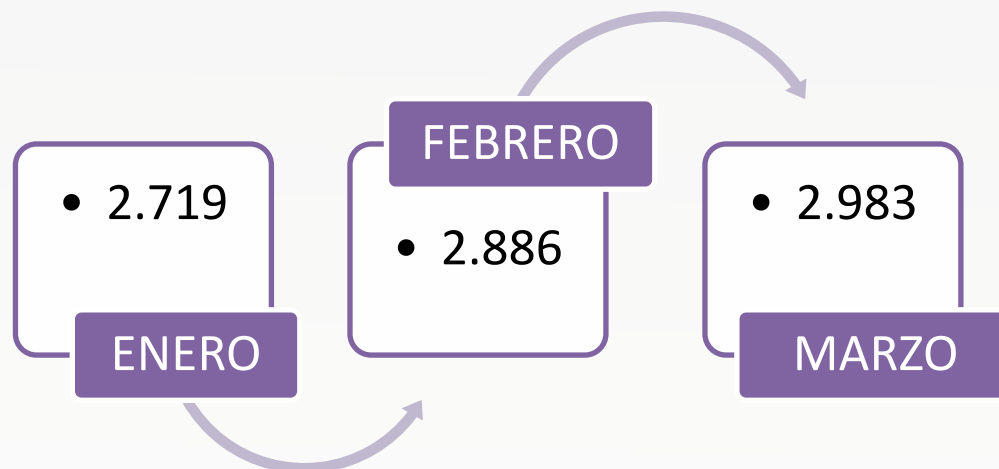 • 2.719
ENERO
FEBRERO
• 2.886
• 2.983
MARZO